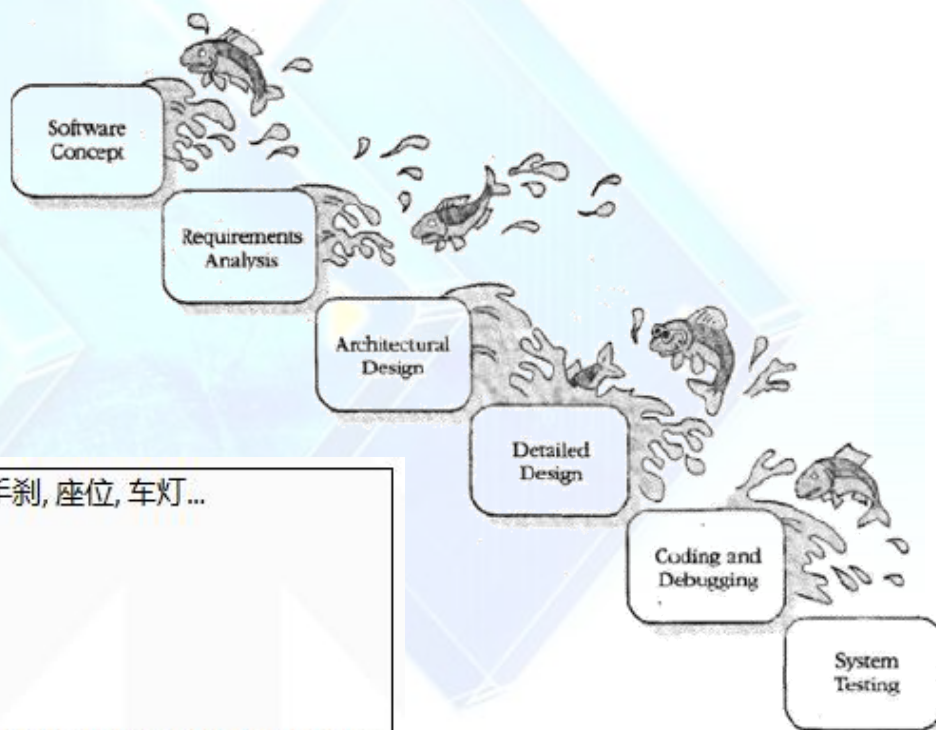 Software
Concept
Requirements
Analysis
Architectural
Design
Detailed
Design
手刹, 座位, 车灯...
Coding and
Debugging
System
Testing